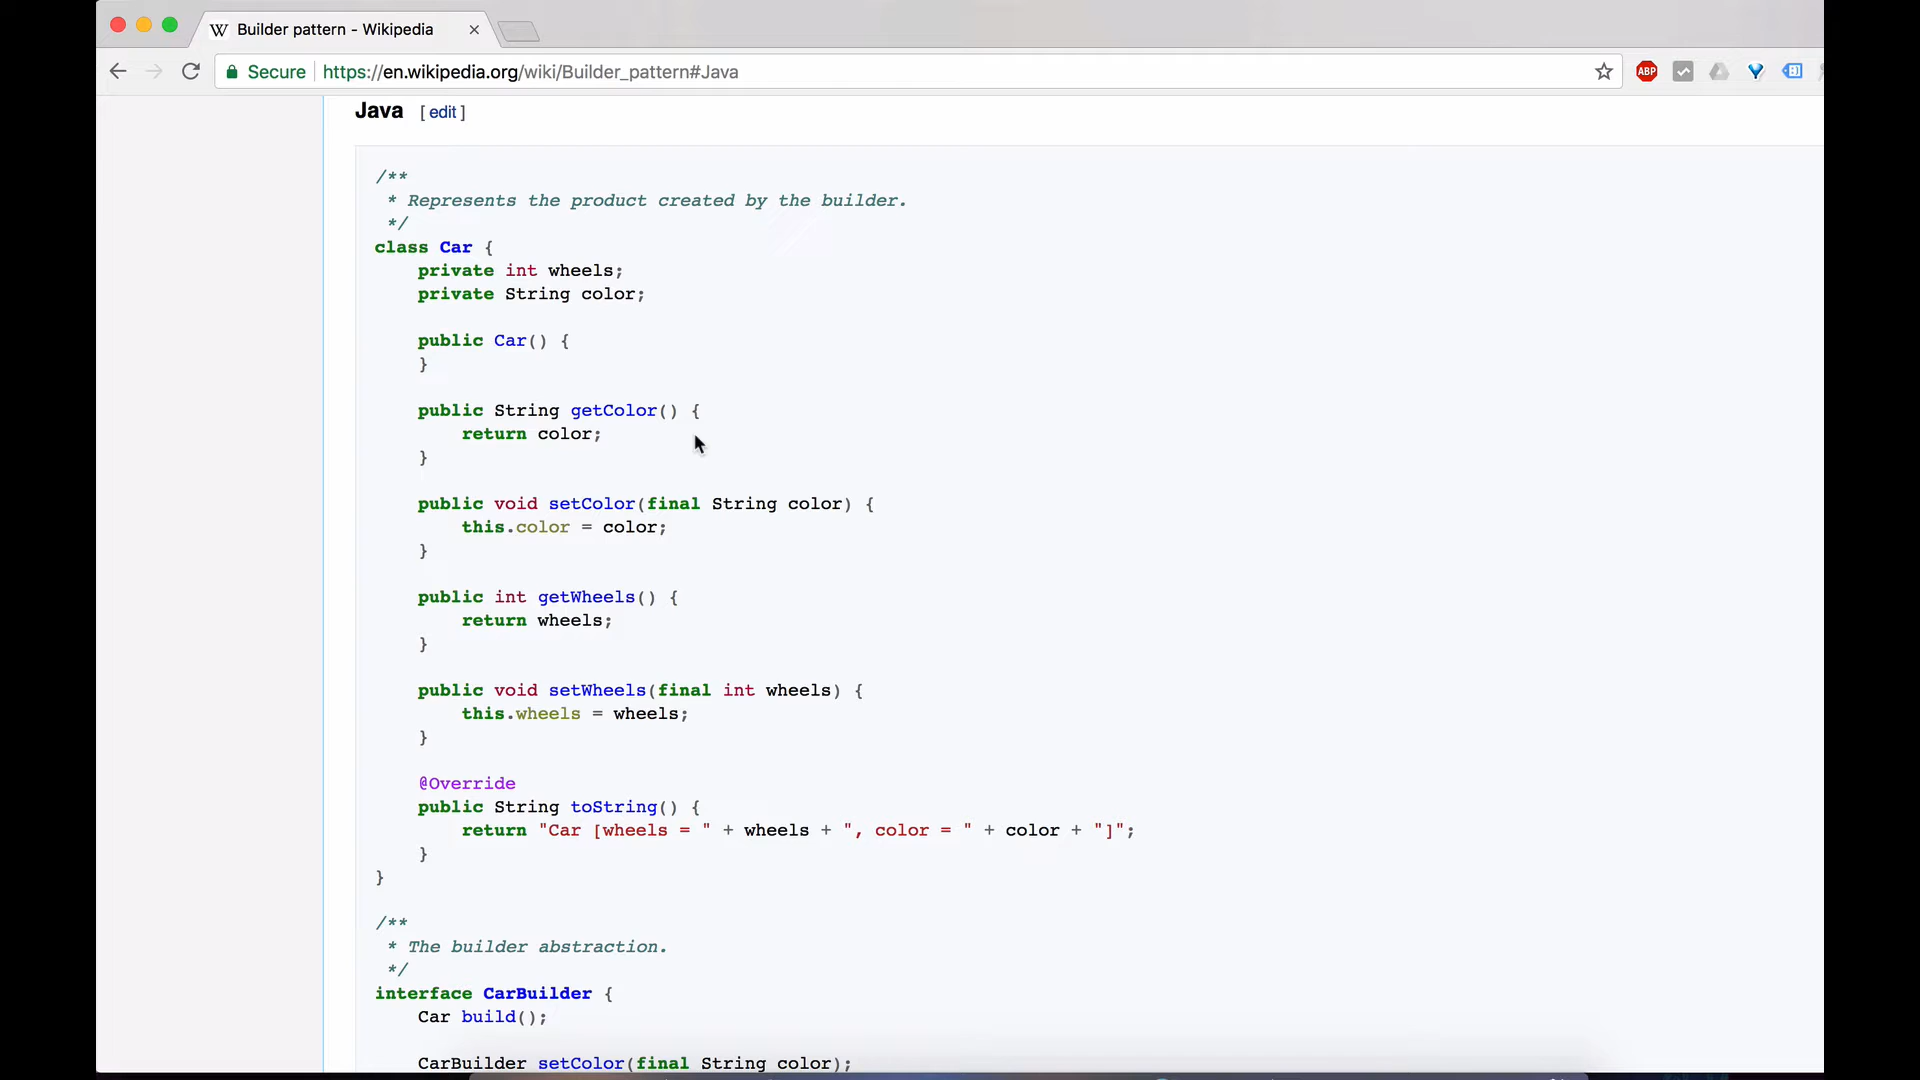 Builder pattern - Wikipedia
Secure https://en.wikipedia.org/wiki/Builder_pattern#Java
ABP
Java [ edit ]
/**
 * Represents the product created by the builder.
 */
class Car {
    private int wheels;
    private String color;
    public Car() {
    }
    public String getColor() {
        return color;
    }
    public void setColor(final String color) {
        this.color = color;
    }
    public int getWheels() {
        return wheels;
    }
    public void setWheels(final int wheels) {
        this.wheels = wheels;
    }
    @Override
    public String toString() {
        return "Car [wheels = " + wheels + ", color = " + color + "]";
    }
}
/**
 * The builder abstraction.
 */
interface CarBuilder {
    Car build();
    CarBuilder setColor(final String color);